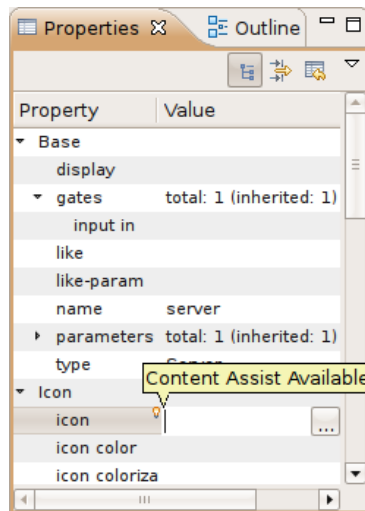 Properties Outline
Property Value
Base
display
gates total: 1 (inherited: 1)
input in
like
like-param
name server
parameters total: 1 (inherited: 1)
type
Content Assist Available
Icon
icon ...
icon color
icon coloriza